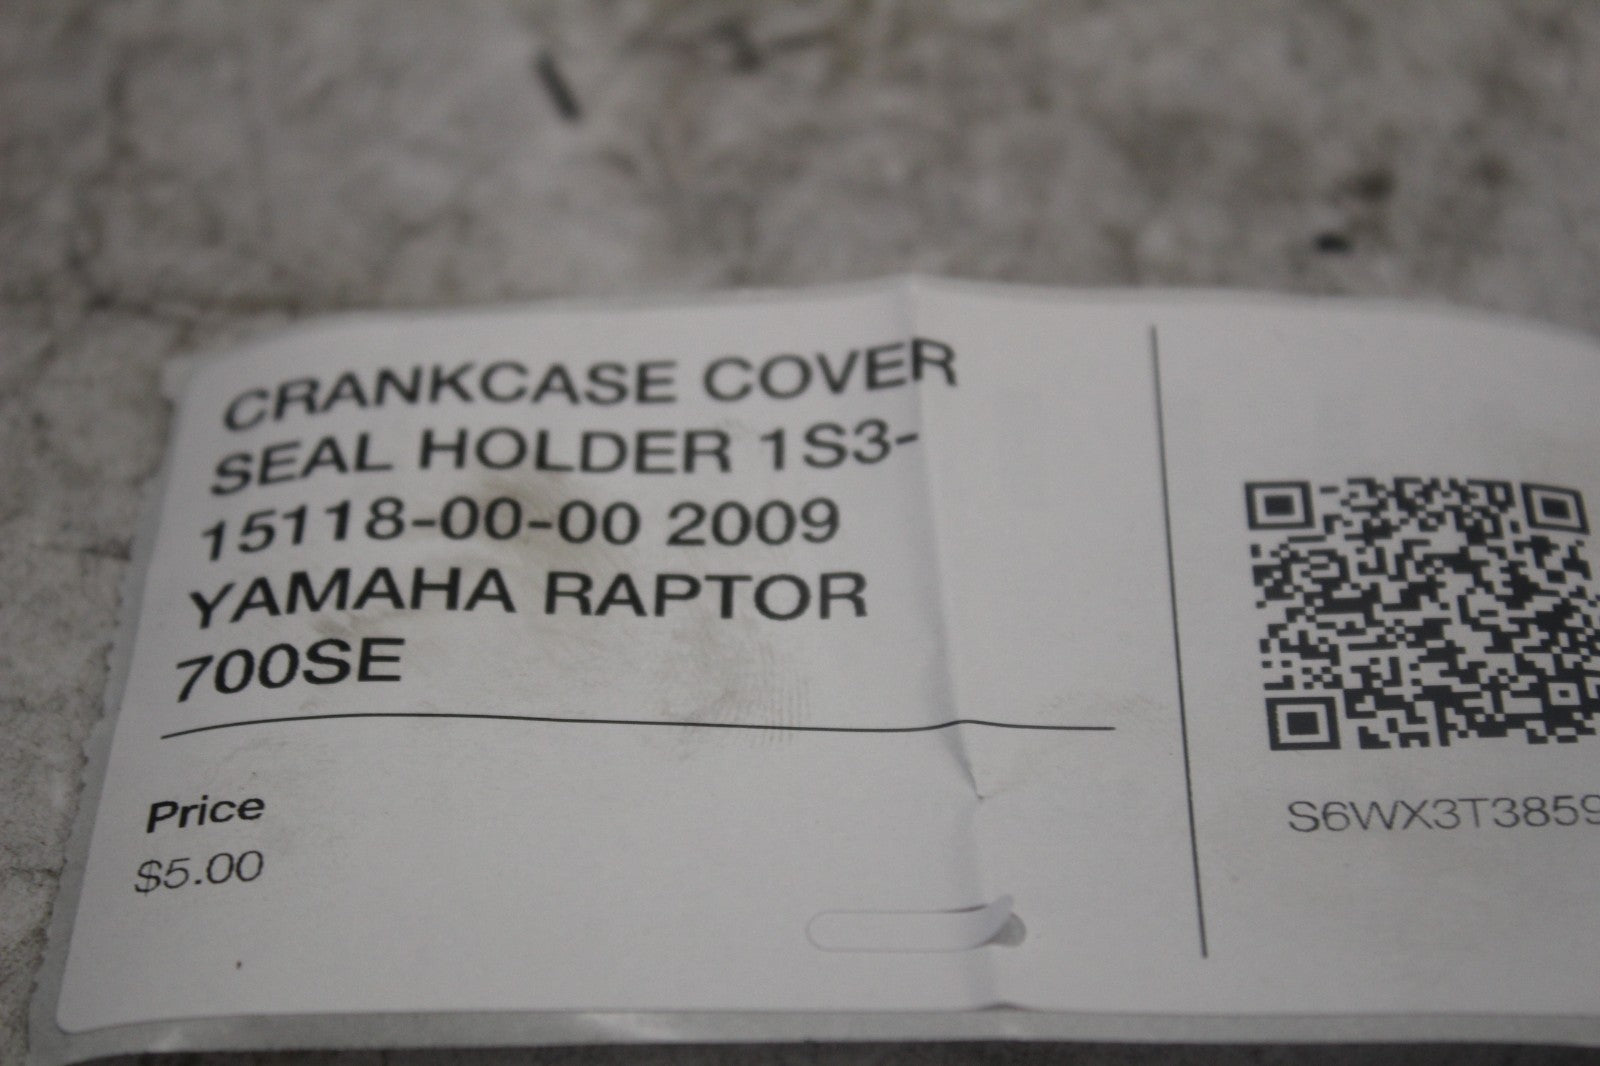 CRANKCASE COVER
SEAL HOLDER 1S3-
15118-00-00 2009
YAMAHA RAPTOR
700SE
Price
$5.00
S6WX3T3859